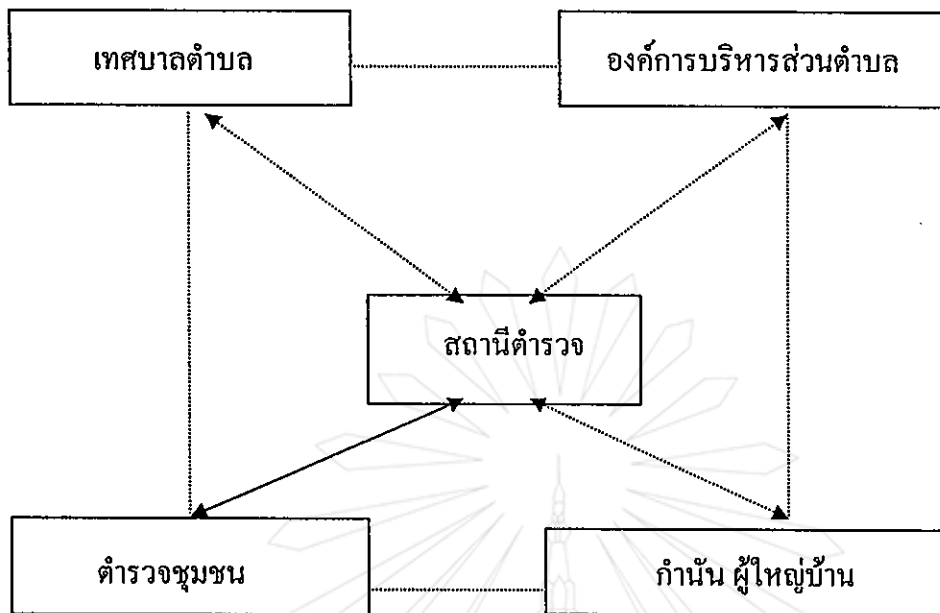 เทศบาลตำบล
องค์การบริหารส่วนตำบล
สถานีตำรวจ
ตำรวจชุมชน
กำนัน ผู้ใหญ่บ้าน